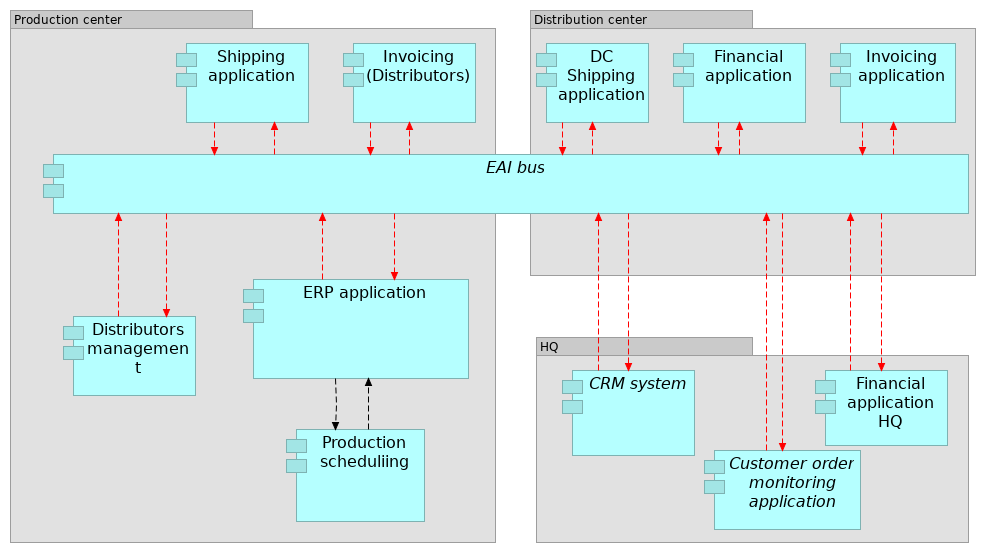 Production center
Distribution center
Shipping
application
Invoicing
(Distributors)
DC
Shipping
application
Financial
application
Invoicing
application
EAI bus
ERP application
Distributors
managemen
t
HQ
CRM system
Financial
application
HQ
Production
scheduliing
Customer order
monitoring
application